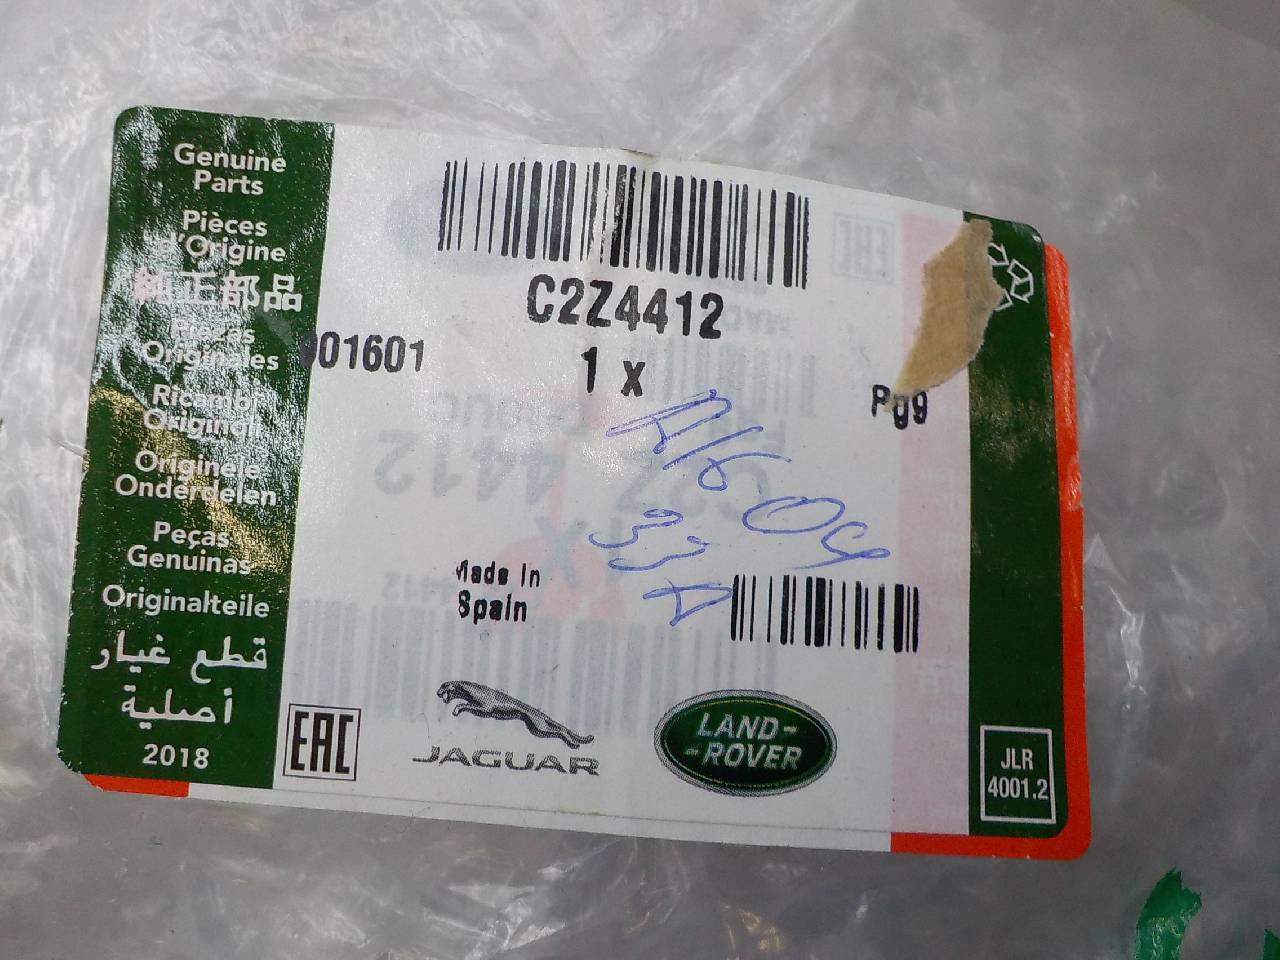 Genuine
Parts
Pièces
d'Origine
純正部品
Piezas
Originales
Ricambi
Originali
Originele
Onderdelen
Peças
Genuinas
Originalteile
قطع غيار
أصلية
2018
C2Z4412
001601
1 x
Pg9
Made in
Spain
EAC
JAGUAR
LAND-
-ROVER
JLR
4001.2
4412